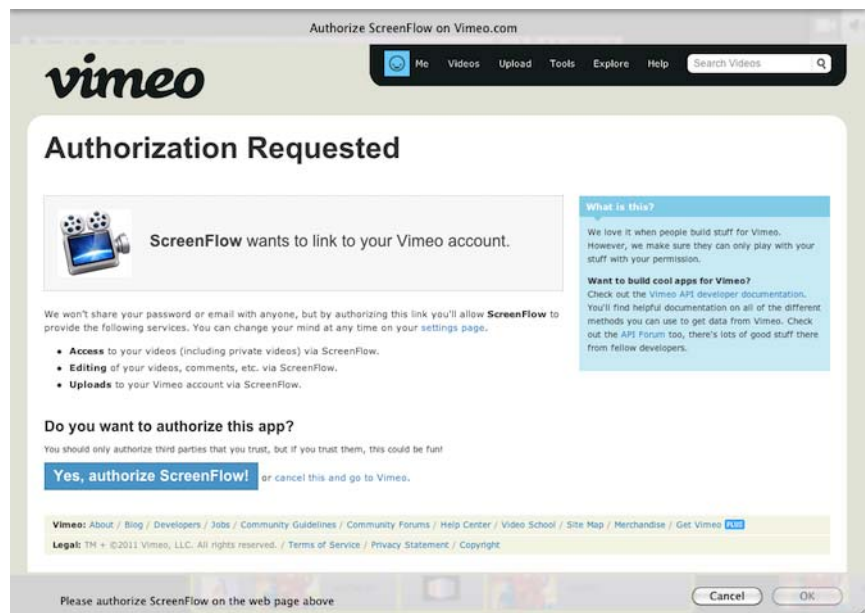 Authorize ScreenFlow on Vimeo.com
vimeo
Me Videos Upload Tools Explore Help Search Videos
Authorization Requested
ScreenFlow wants to link to your Vimeo account.
We won't share your password or email with anyone, but by authorizing this link you'll allow ScreenFlow to
provide the following services. You can change your mind at any time on your settings page.
• Access to your videos (including private videos) via ScreenFlow.
• Editing of your videos, comments, etc. via ScreenFlow.
• Uploads to your Vimeo account via ScreenFlow.
Do you want to authorize this app?
You should only authorize third parties that you trust, but if you trust them, this could be fun!
Yes, authorize ScreenFlow! or cancel this and go to Vimeo.
What is this?
We love it when people build stuff for Vimeo.
However, we make sure they can only play with your
stuff with your permission.
Want to build cool apps for Vimeo?
Check out the Vimeo API developer documentation.
You'll find helpful documentation on all of the different
methods you can use to get data from Vimeo. Check
out the API Forum too, there's lots of good stuff there
from fellow developers.
Vimeo: About / Blog / Developers / Jobs / Community Guidelines / Community Forums / Help Center / Video School / Site Map / Merchandise / Get Vimeo PLUS
Legal: TM + ©2011 Vimeo, LLC. All rights reserved. / Terms of Service / Privacy Statement / Copyright
Please authorize ScreenFlow on the web page above
Cancel OK